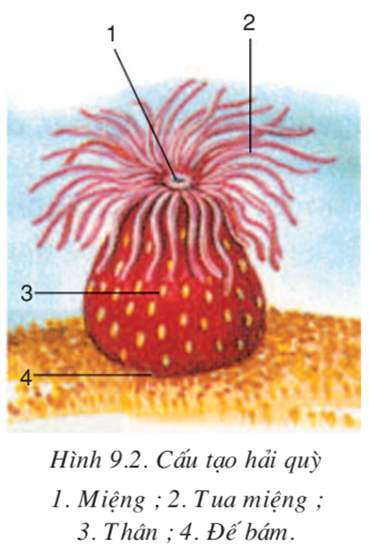 1
2
3
4
Hình 9.2. Cấu tạo hải quỳ
1. Miệng ; 2. Tua miệng ;
3. Thân ; 4. Đế bám.